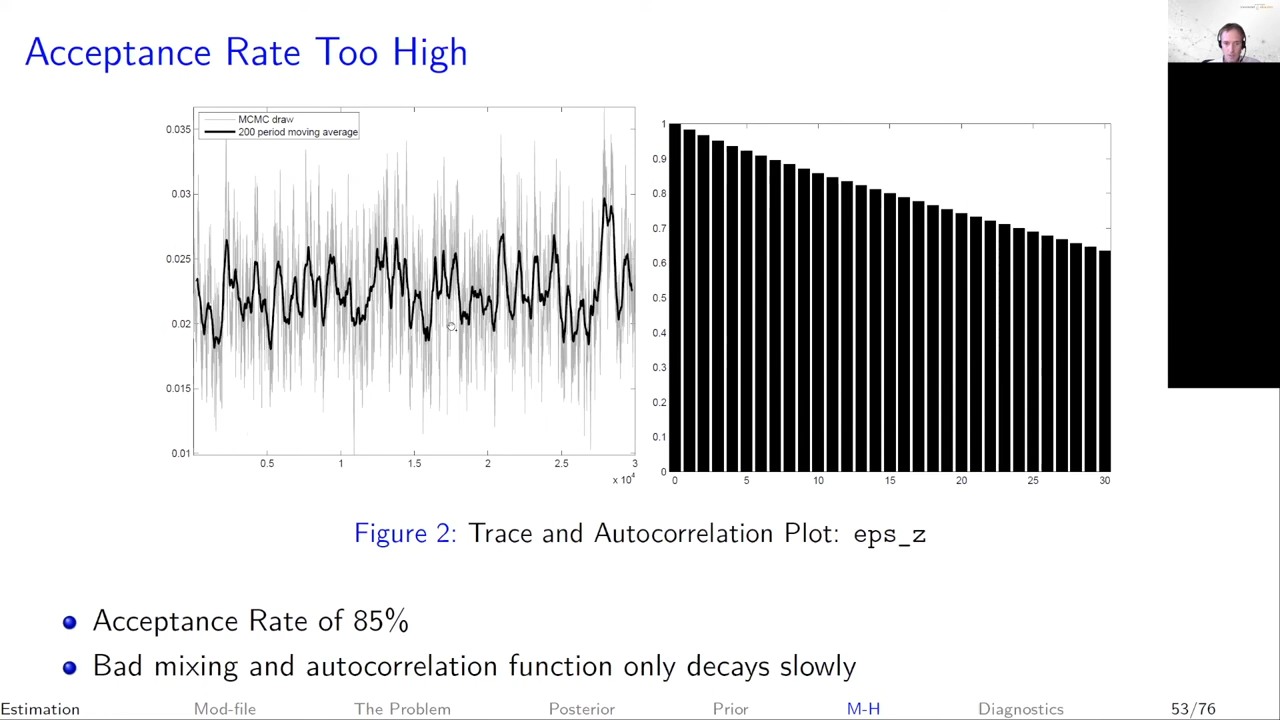 Acceptance Rate Too High
MCMC draw
200 period moving average
0.035
0.03
0.025
0.02
0.015
0.01
0.5 1 1.5 2 2.5 3
x 10^4
1
0.9
0.8
0.7
0.6
0.5
0.4
0.3
0.2
0.1
0
0 5 10 15 20 25 30
Figure 2: Trace and Autocorrelation Plot: eps_z
Acceptance Rate of 85%
Bad mixing and autocorrelation function only decays slowly
Estimation Mod-file The Problem Posterior Prior M-H Diagnostics 53/76